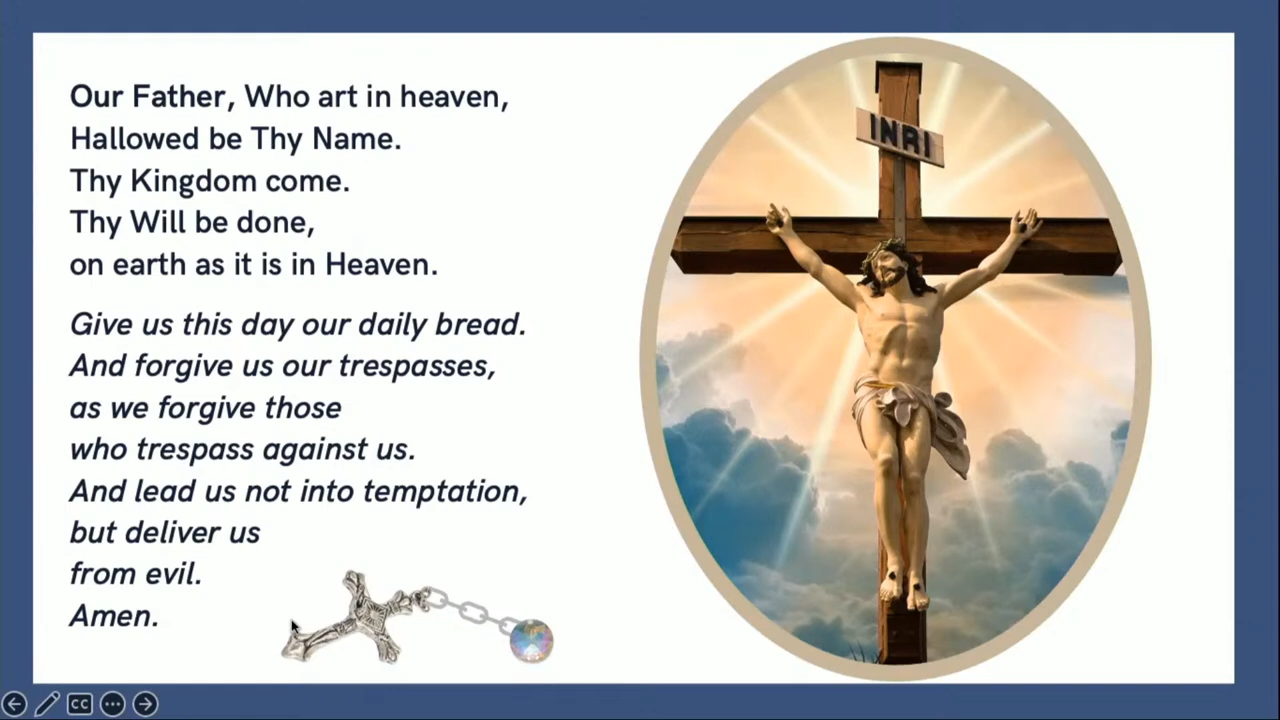 Our Father, Who art in heaven,
Hallowed be Thy Name.
Thy Kingdom come.
Thy Will be done,
on earth as it is in Heaven.
Give us this day our daily bread.
And forgive us our trespasses,
as we forgive those
who trespass against us.
And lead us not into temptation,
but deliver us
from evil.
Amen.
INRI
CC